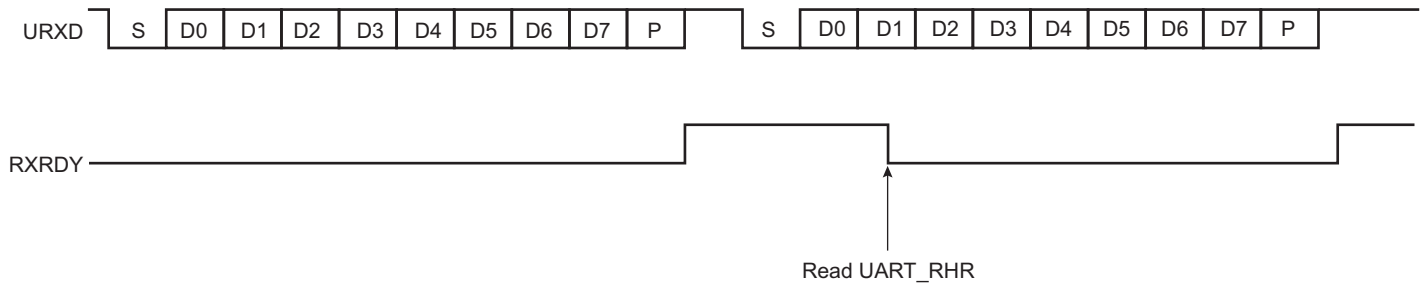 URXD S D0 D1 D2 D3 D4 D5 D6 D7 P S D0 D1 D2 D3 D4 D5 D6 D7 P
RXRDY
Read UART_RHR